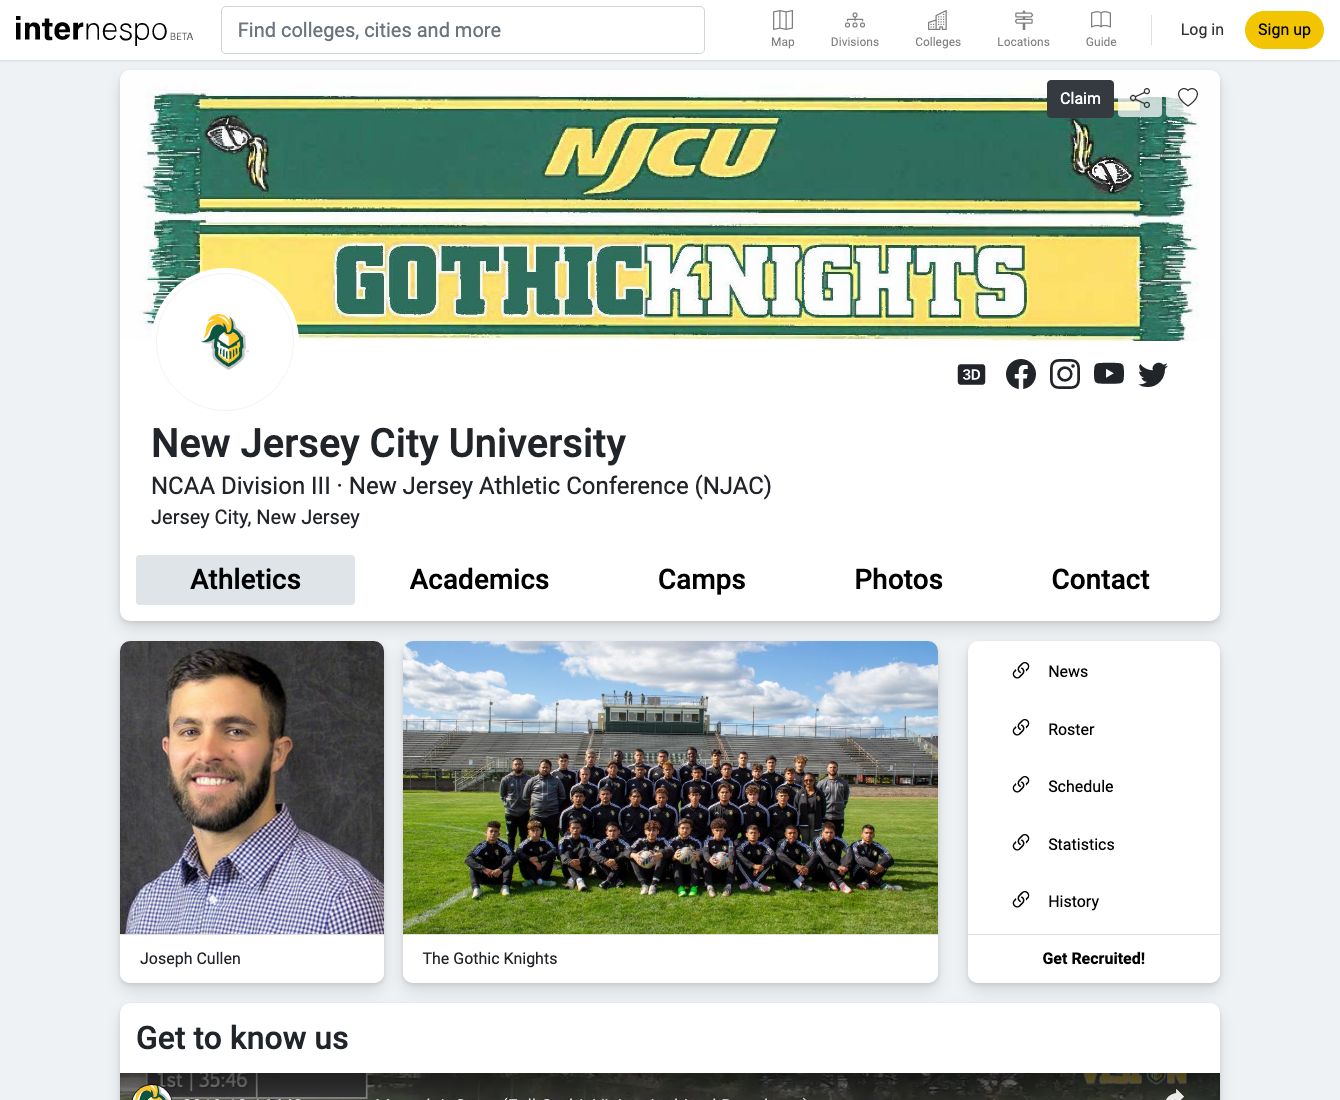 internespo BETA
Find colleges, cities and more
Map
Divisions
Colleges
Locations
Guide
Log in
Sign up
Claim
NJCU
GOTHIC KNIGHTS
3D
New Jersey City University
NCAA Division III · New Jersey Athletic Conference (NJAC)
Jersey City, New Jersey
Athletics
Academics
Camps
Photos
Contact
News
Roster
Schedule
Statistics
History
Joseph Cullen
The Gothic Knights
Get Recruited!
Get to know us
1st | 35:46